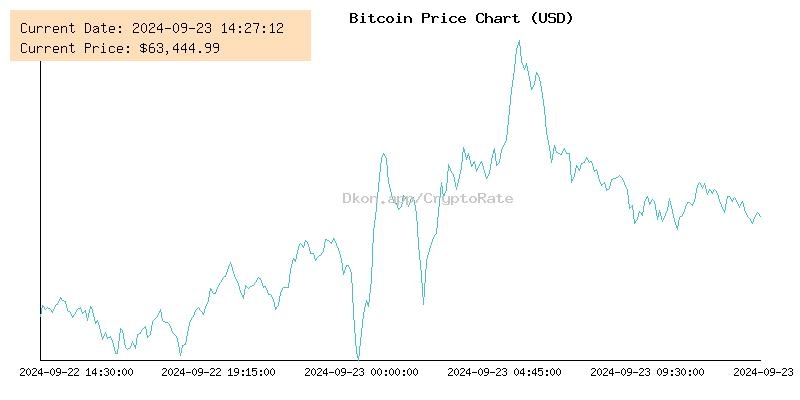 Bitcoin Price Chart (USD)
Current Date: 2024-09-23 14:27:12
Current Price: $63,444.99
Dkon.app/CryptoRate
2024-09-22 14:30:00 2024-09-22 19:15:00 2024-09-23 00:00:00 2024-09-23 04:45:00 2024-09-23 09:30:00 2024-09-23